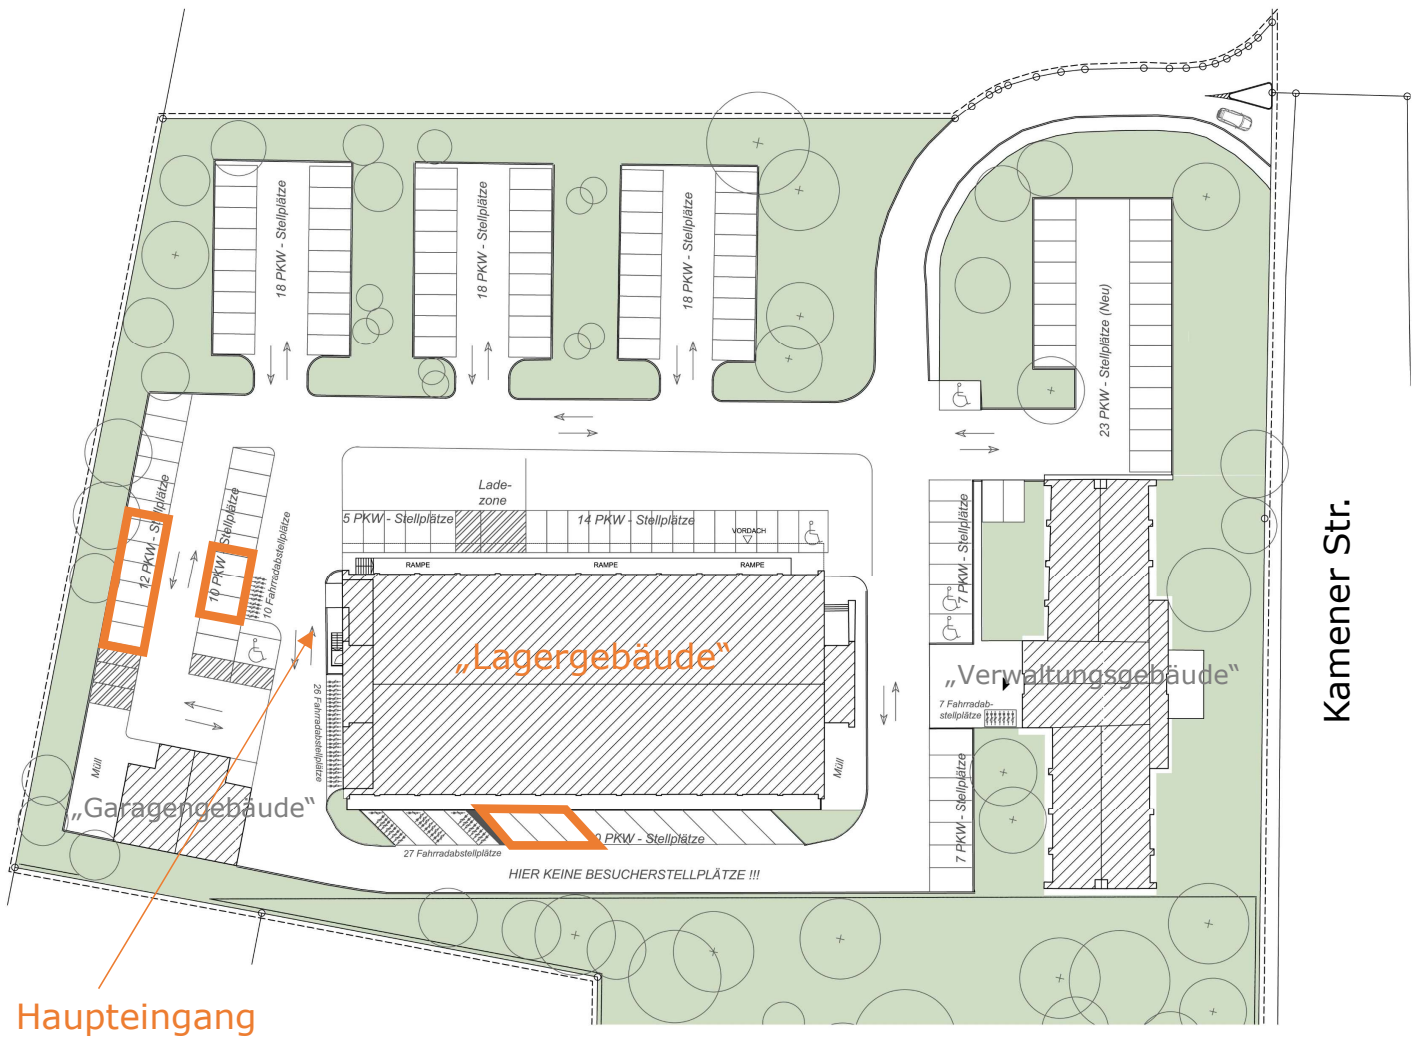 18 PKW - Stellplätze
18 PKW - Stellplätze
18 PKW - Stellplätze
23 PKW - Stellplätze (Neu)
Lade-
zone
5 PKW - Stellplätze
14 PKW - Stellplätze
VORDACH
RAMPE
RAMPE
RAMPE
12 PKW - Stellplätze
10 PKW - Stellplätze
10 Fahrradabstellplätze
7 PKW - Stellplätze
Kamener Str.
„Lagergebäude“
„Verwaltungsgebäude“
7 Fahrradab-
stellplätze
26 Fahrradabstellplätze
Müll
Müll
„Garagengebäude“
7 PKW - Stellplätze
0 PKW - Stellplätze
27 Fahrradabstellplätze
HIER KEINE BESUCHERSTELLPLÄTZE !!!
Haupteingang